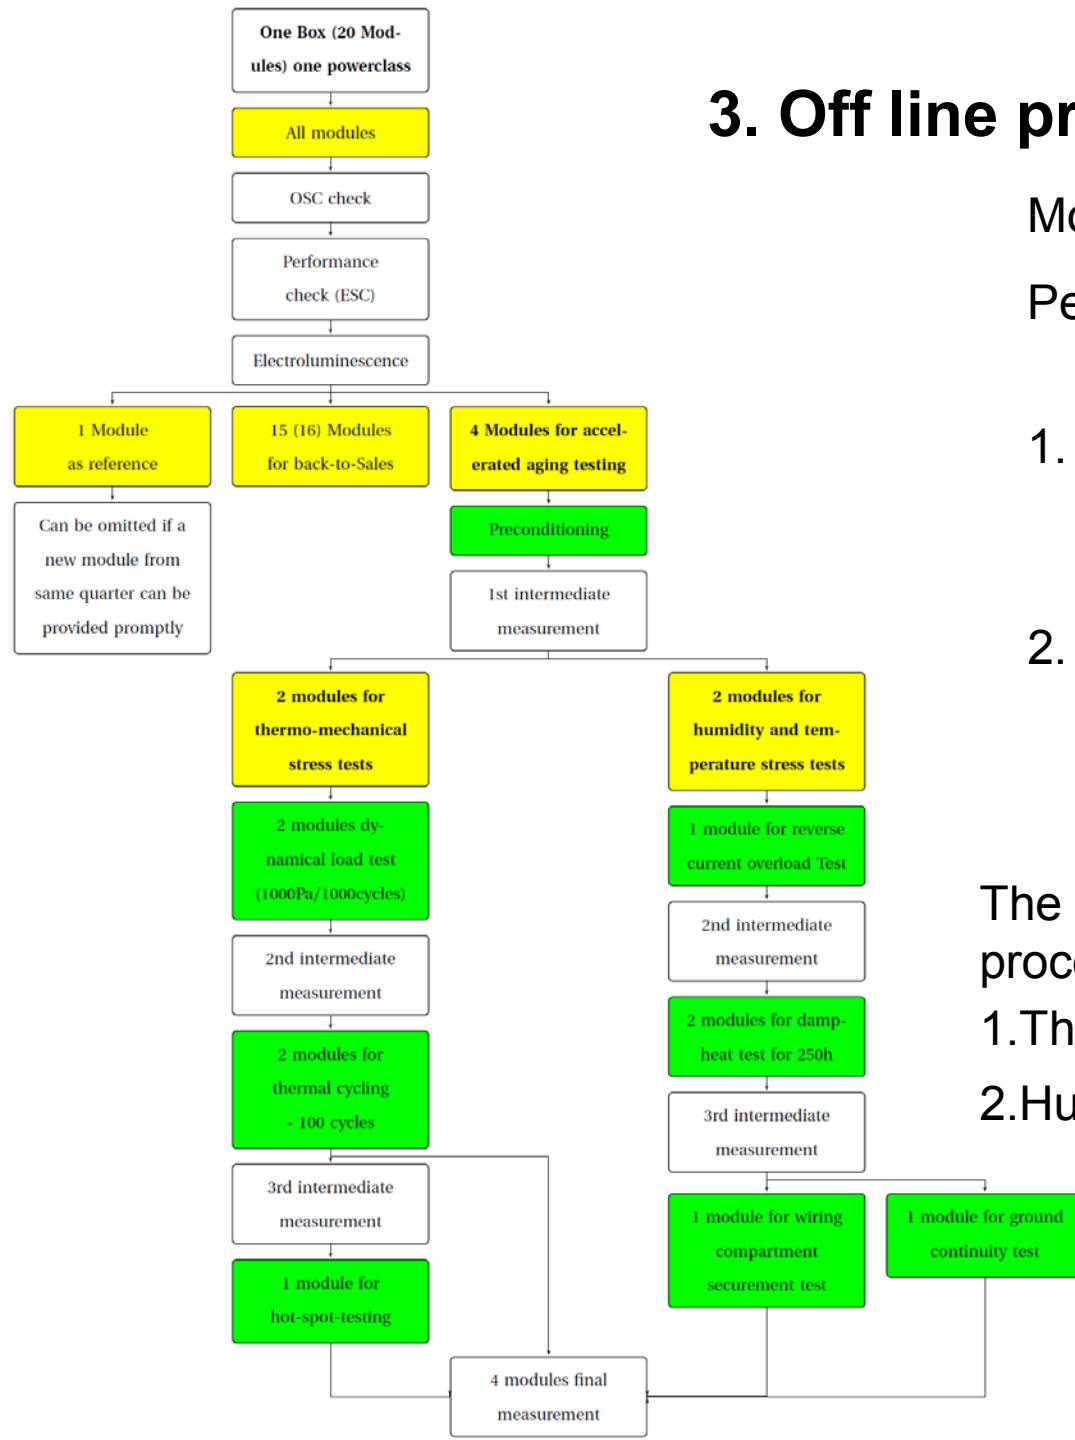 One Box (20 Mod-
ules) one powerclass
All modules
OSC check
Performance
check (ESC)
Electroluminescence
1 Module
as reference
15 (16) Modules
for back-to-Sales
4 Modules for accel-
erated aging testing
Can be omitted if a
new module from
same quarter can be
provided promptly
Preconditioning
1st intermediate
measurement
2 modules for
thermo-mechanical
stress tests
2 modules dy-
namical load test
(1000Pa/1000cycles)
2nd intermediate
measurement
2 modules for
thermal cycling
- 100 cycles
3rd intermediate
measurement
1 module for
hot-spot-testing
2 modules for
humidity and tem-
perature stress tests
1 module for reverse
current overload Test
2nd intermediate
measurement
2 modules for damp-
heat test for 250h
3rd intermediate
measurement
1 module for wiring
compartment
securement test
1 module for ground
continuity test
4 modules final
measurement
3. Off line pr
Mo
Pe
1.
2.
The
proce
1.Th
2.Hu